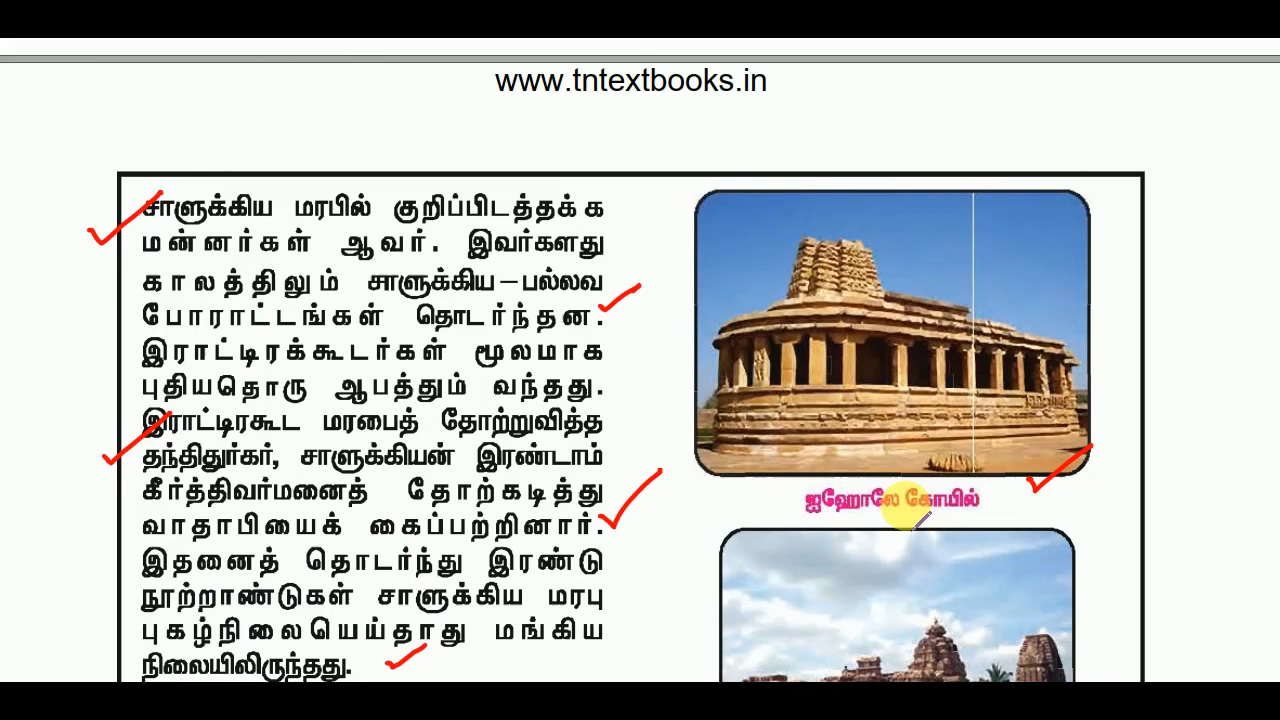 www.tntextbooks.in
சாளுக்கிய மரபில் குறிப்பிடத்தக்க
மன்னர்கள் ஆவர். இவர்களது
காலத்திலும் சாளுக்கிய–பல்லவ
போராட்டங்கள் தொடர்ந்தன.
இராட்டிரக்கூடர்கள் மூலமாக
புதியதொரு ஆபத்தும் வந்தது.
இராட்டிரகூட மரபைத் தோற்றுவித்த
தந்திதுர்கர், சாளுக்கியன் இரண்டாம்
கீர்த்திவர்மனைத் தோற்கடித்து
வாதாபியைக் கைப்பற்றினார்.
இதனைத் தொடர்ந்து இரண்டு
நூற்றாண்டுகள் சாளுக்கிய மரபு
புகழ்நிலையெய்தாது மங்கிய
நிலையிலிருந்தது.
ஐஹோலே கோயில்